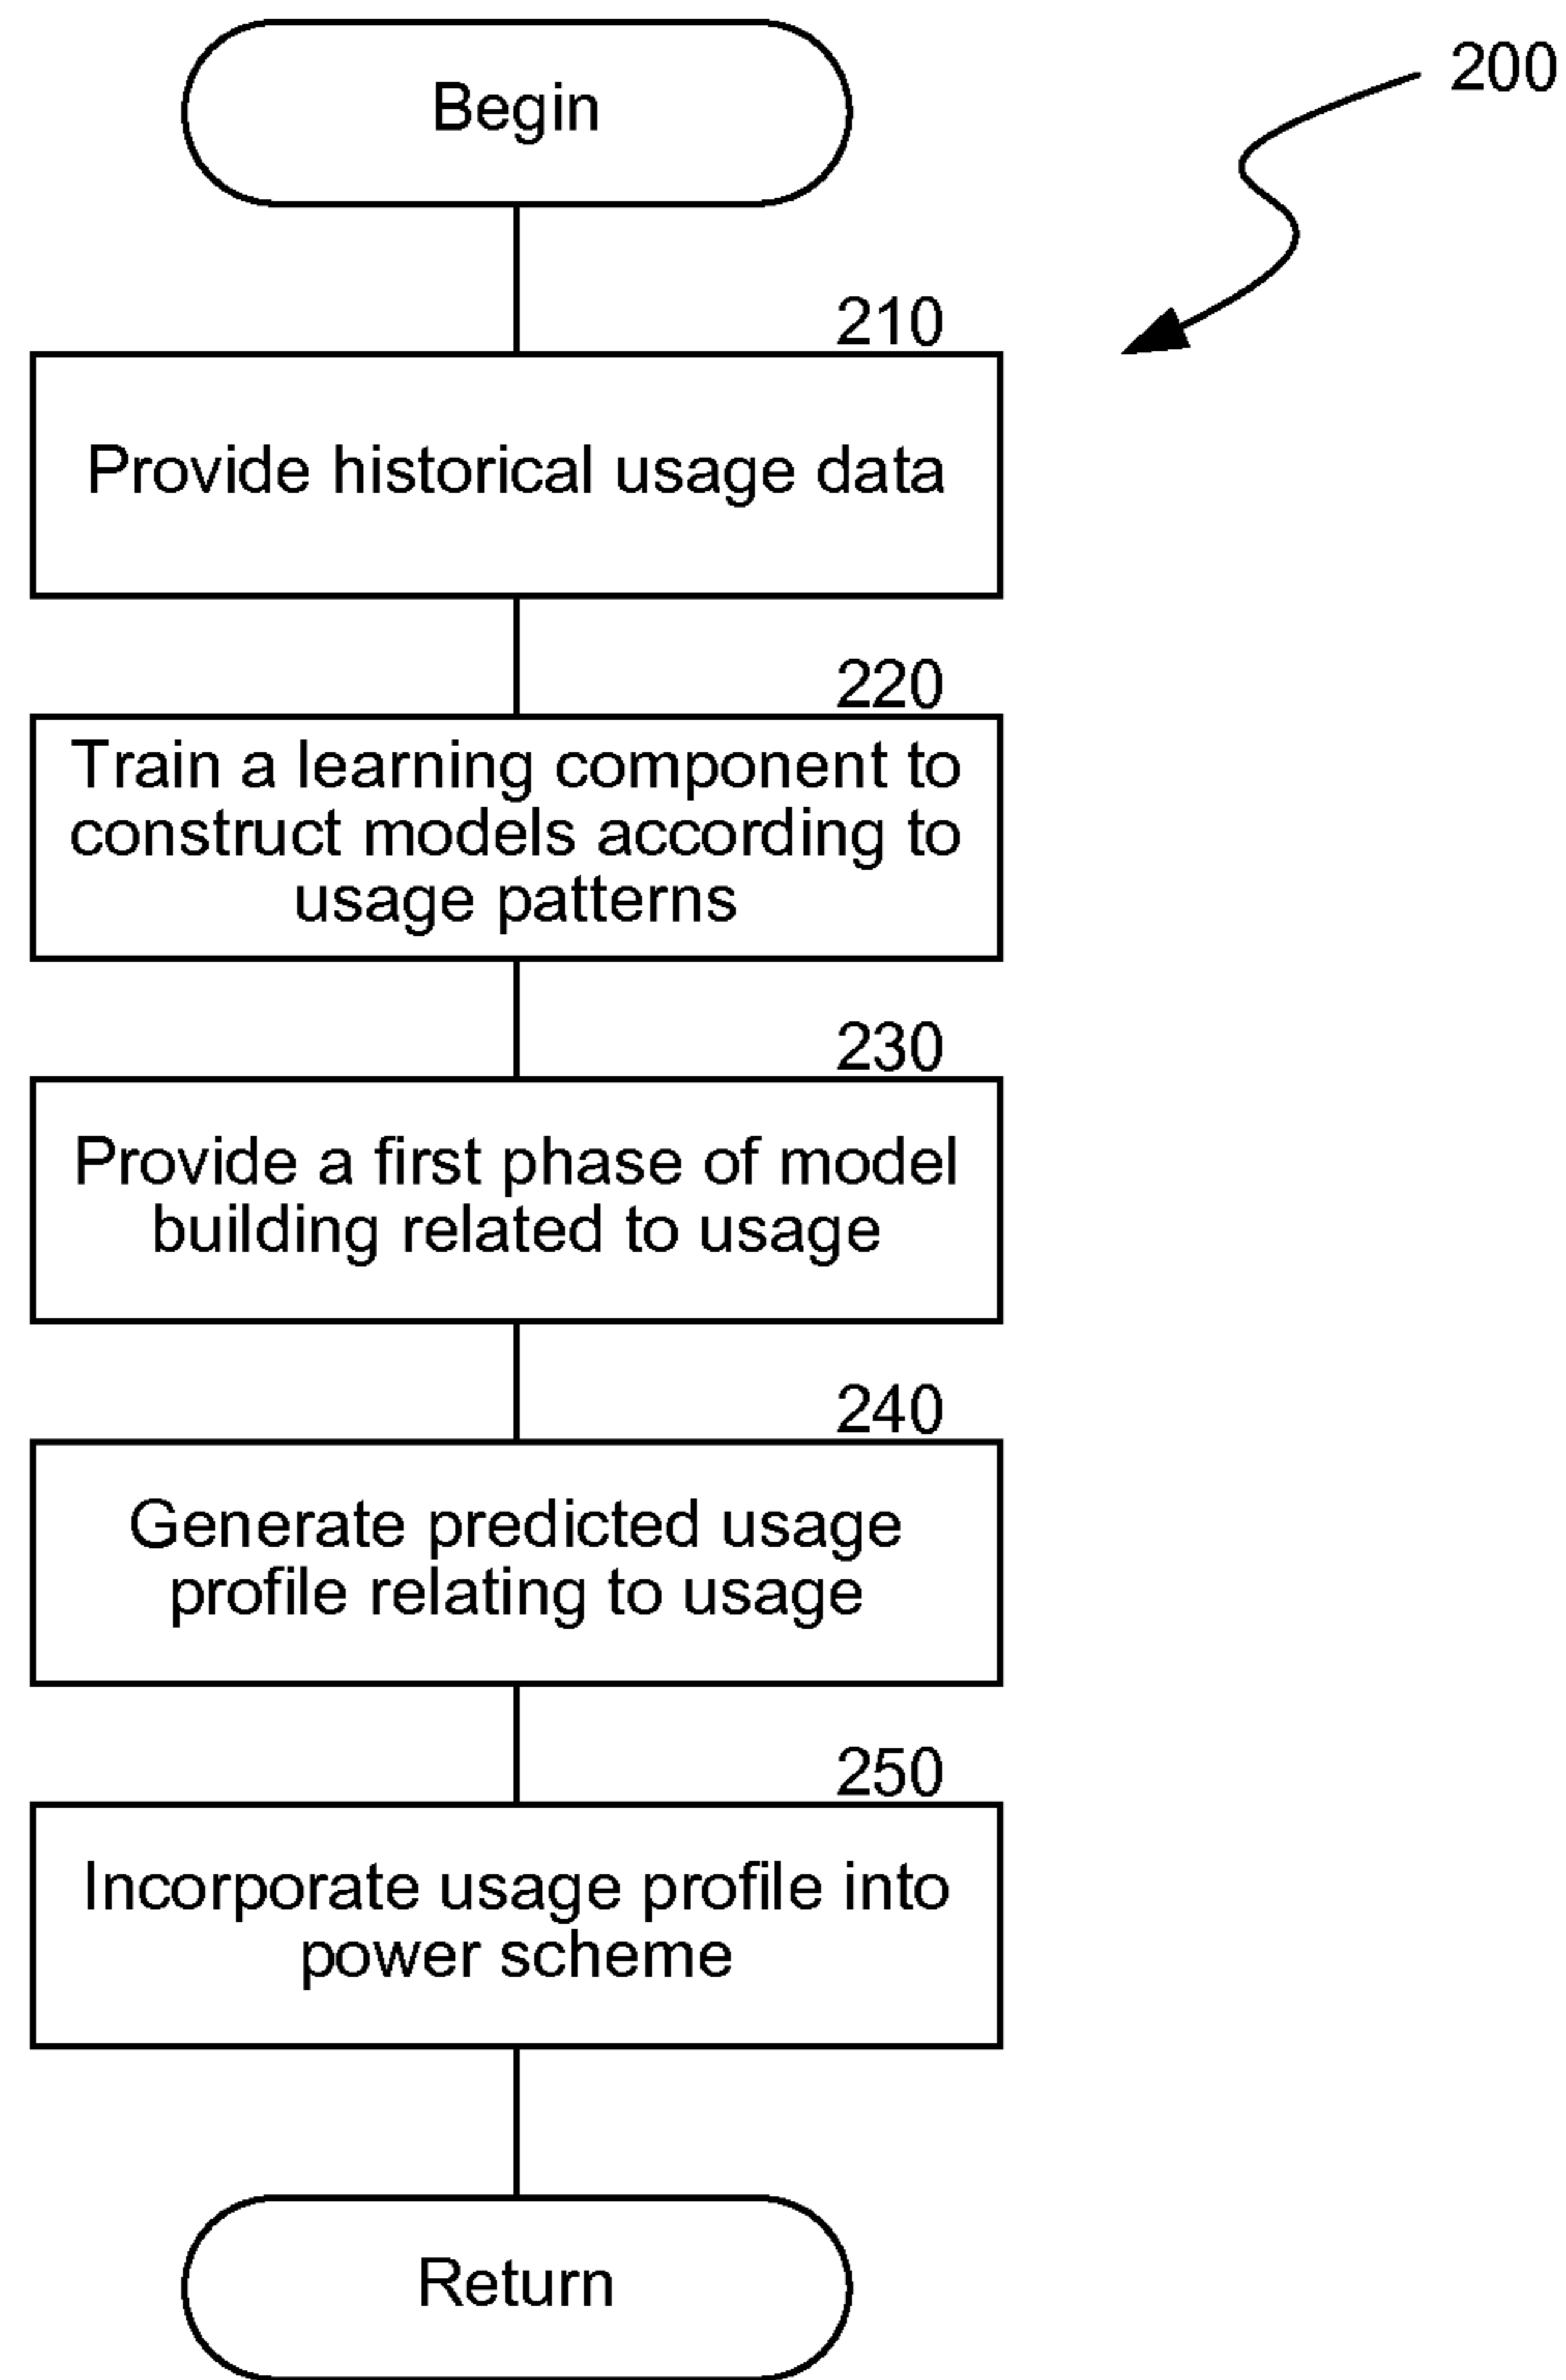 Begin
200
210
Provide historical usage data
220
Train a learning component to
construct models according to
usage patterns
230
Provide a first phase of model
building related to usage
240
Generate predicted usage
profile relating to usage
250
Incorporate usage profile into
power scheme
Return